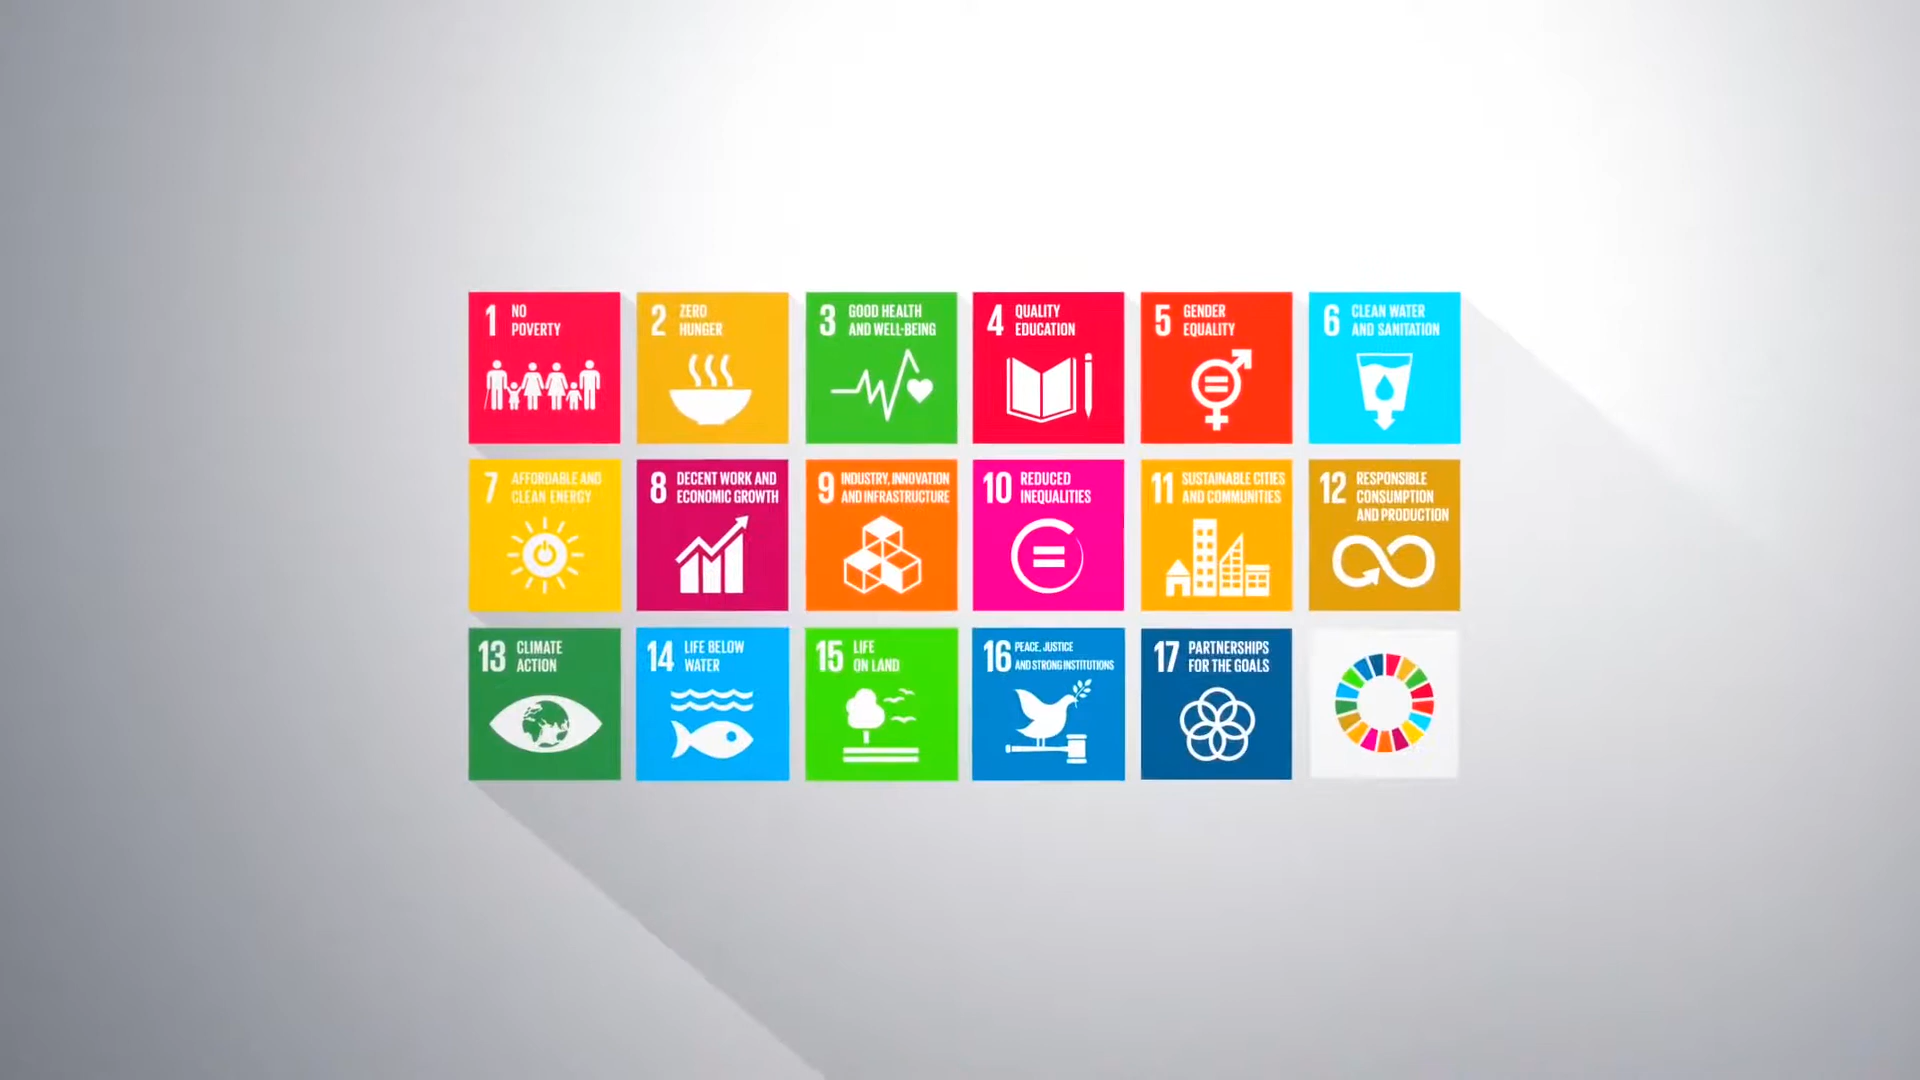 1 NO
POVERTY
2 ZERO
HUNGER
3 GOOD HEALTH
AND WELL-BEING
4 QUALITY
EDUCATION
5 GENDER
EQUALITY
6 CLEAN WATER
AND SANITATION
7 AFFORDABLE AND
CLEAN ENERGY
8 DECENT WORK AND
ECONOMIC GROWTH
9 INDUSTRY, INNOVATION
AND INFRASTRUCTURE
10 REDUCED
INEQUALITIES
11 SUSTAINABLE CITIES
AND COMMUNITIES
12 RESPONSIBLE
CONSUMPTION
AND PRODUCTION
13 CLIMATE
ACTION
14 LIFE BELOW
WATER
15 LIFE
ON LAND
16 PEACE, JUSTICE
AND STRONG INSTITUTIONS
17 PARTNERSHIPS
FOR THE GOALS